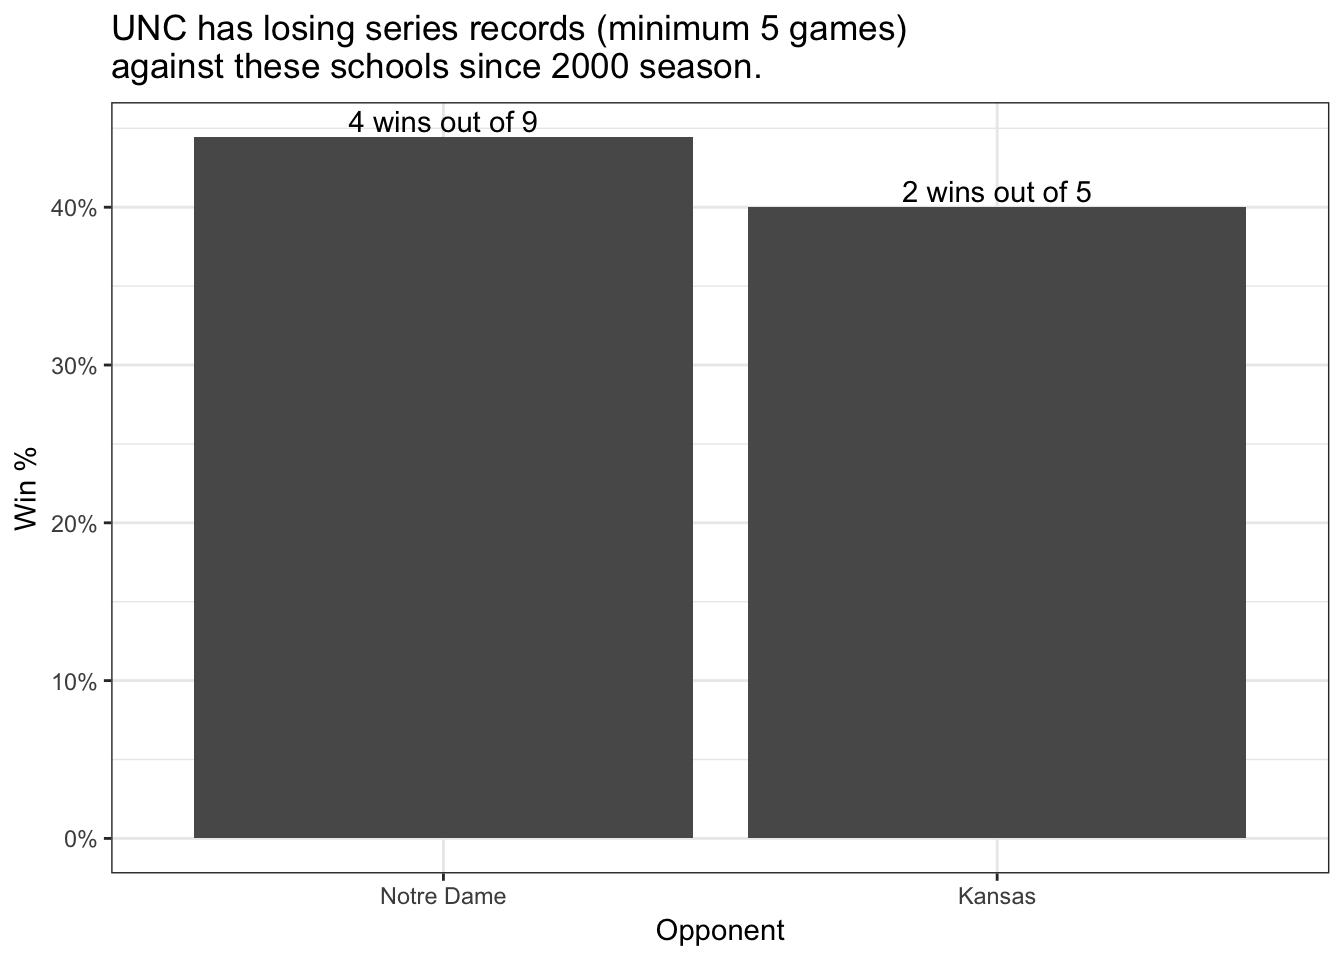 UNC has losing series records (minimum 5 games)
against these schools since 2000 season.
4 wins out of 9
2 wins out of 5
40%
30%
20%
10%
0%
Win %
Notre Dame
Kansas
Opponent